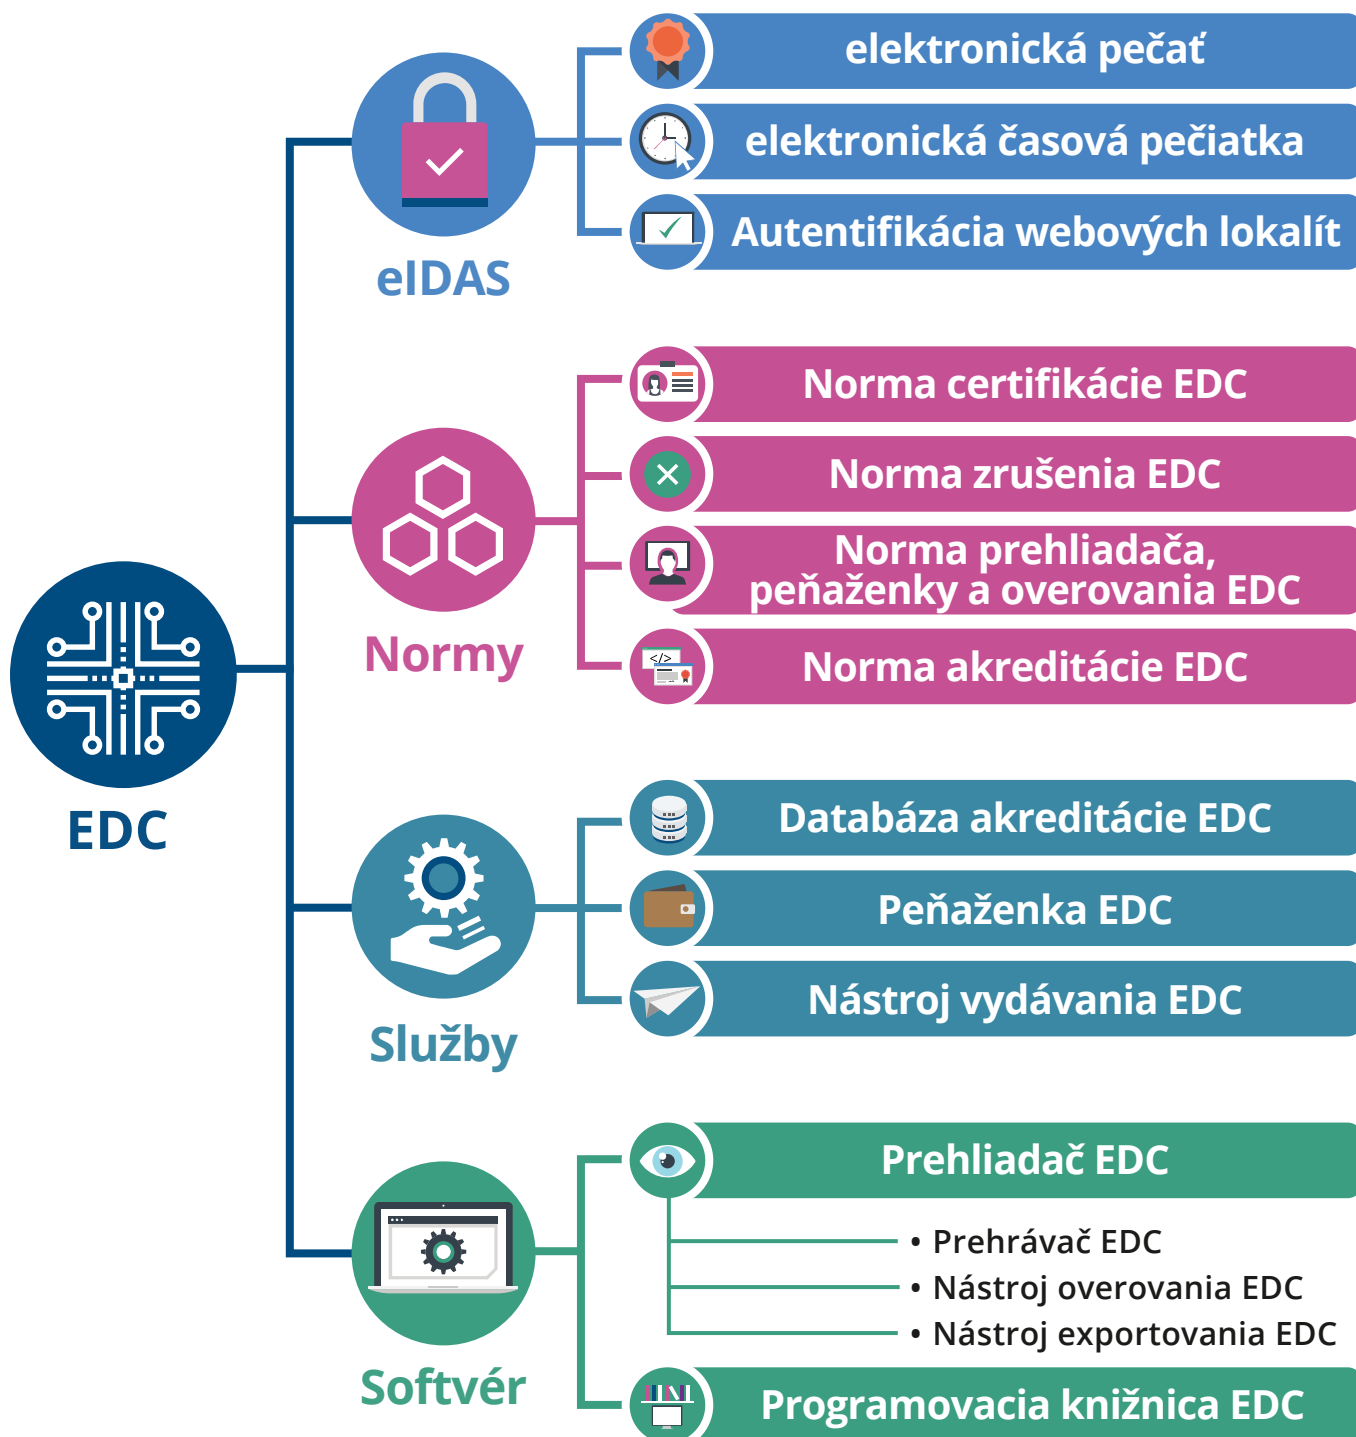 elektronická pečať
elektronická časová pečiatka
Autentifikácia webových lokalít
eIDAS
Norma certifikácie EDC
Norma zrušenia EDC
Norma prehliadača,
peňaženky a overovania EDC
Norma akreditácie EDC
</>
Normy
EDC
Databáza akreditácie EDC
Peňaženka EDC
Nástroj vydávania EDC
Služby
Prehliadač EDC
• Prehrávač EDC
• Nástroj overovania EDC
• Nástroj exportovania EDC
Softvér
Programovacia knižnica EDC